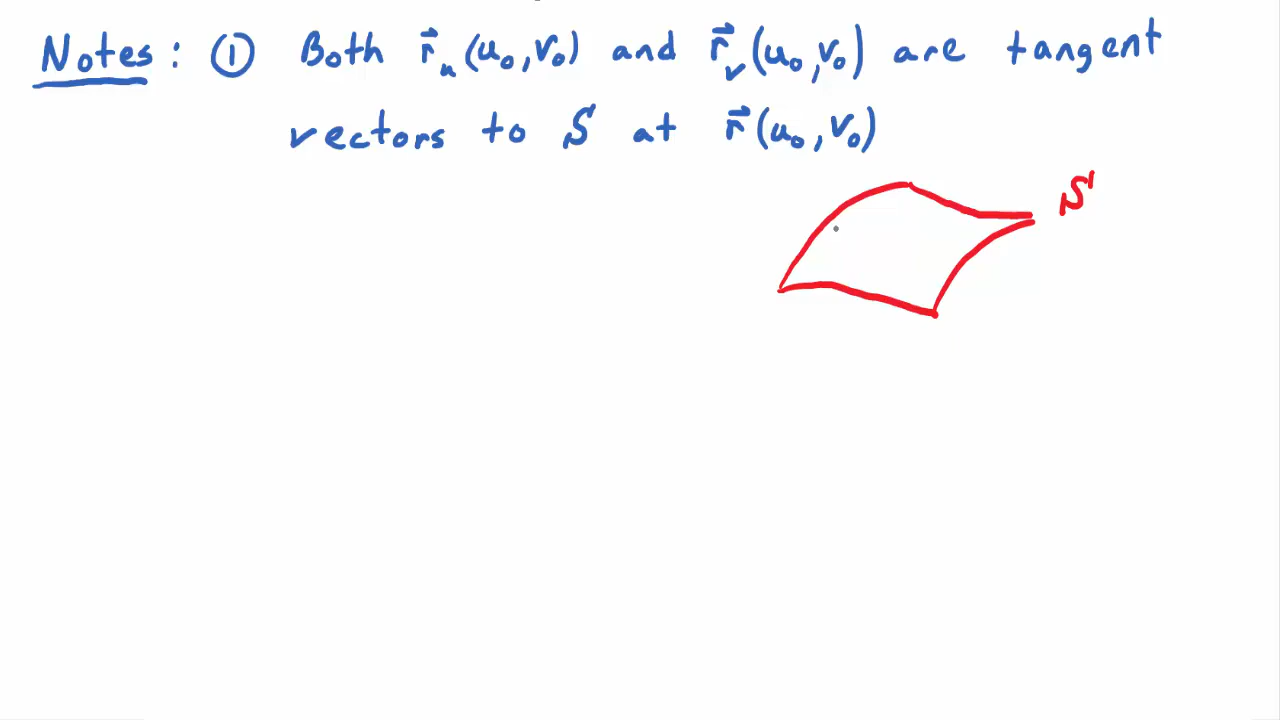 Notes: ① Both r⃗ᵤ(u₀,v₀) and r⃗ᵥ(u₀,v₀) are tangent
vectors to S at r⃗(u₀,v₀)
S